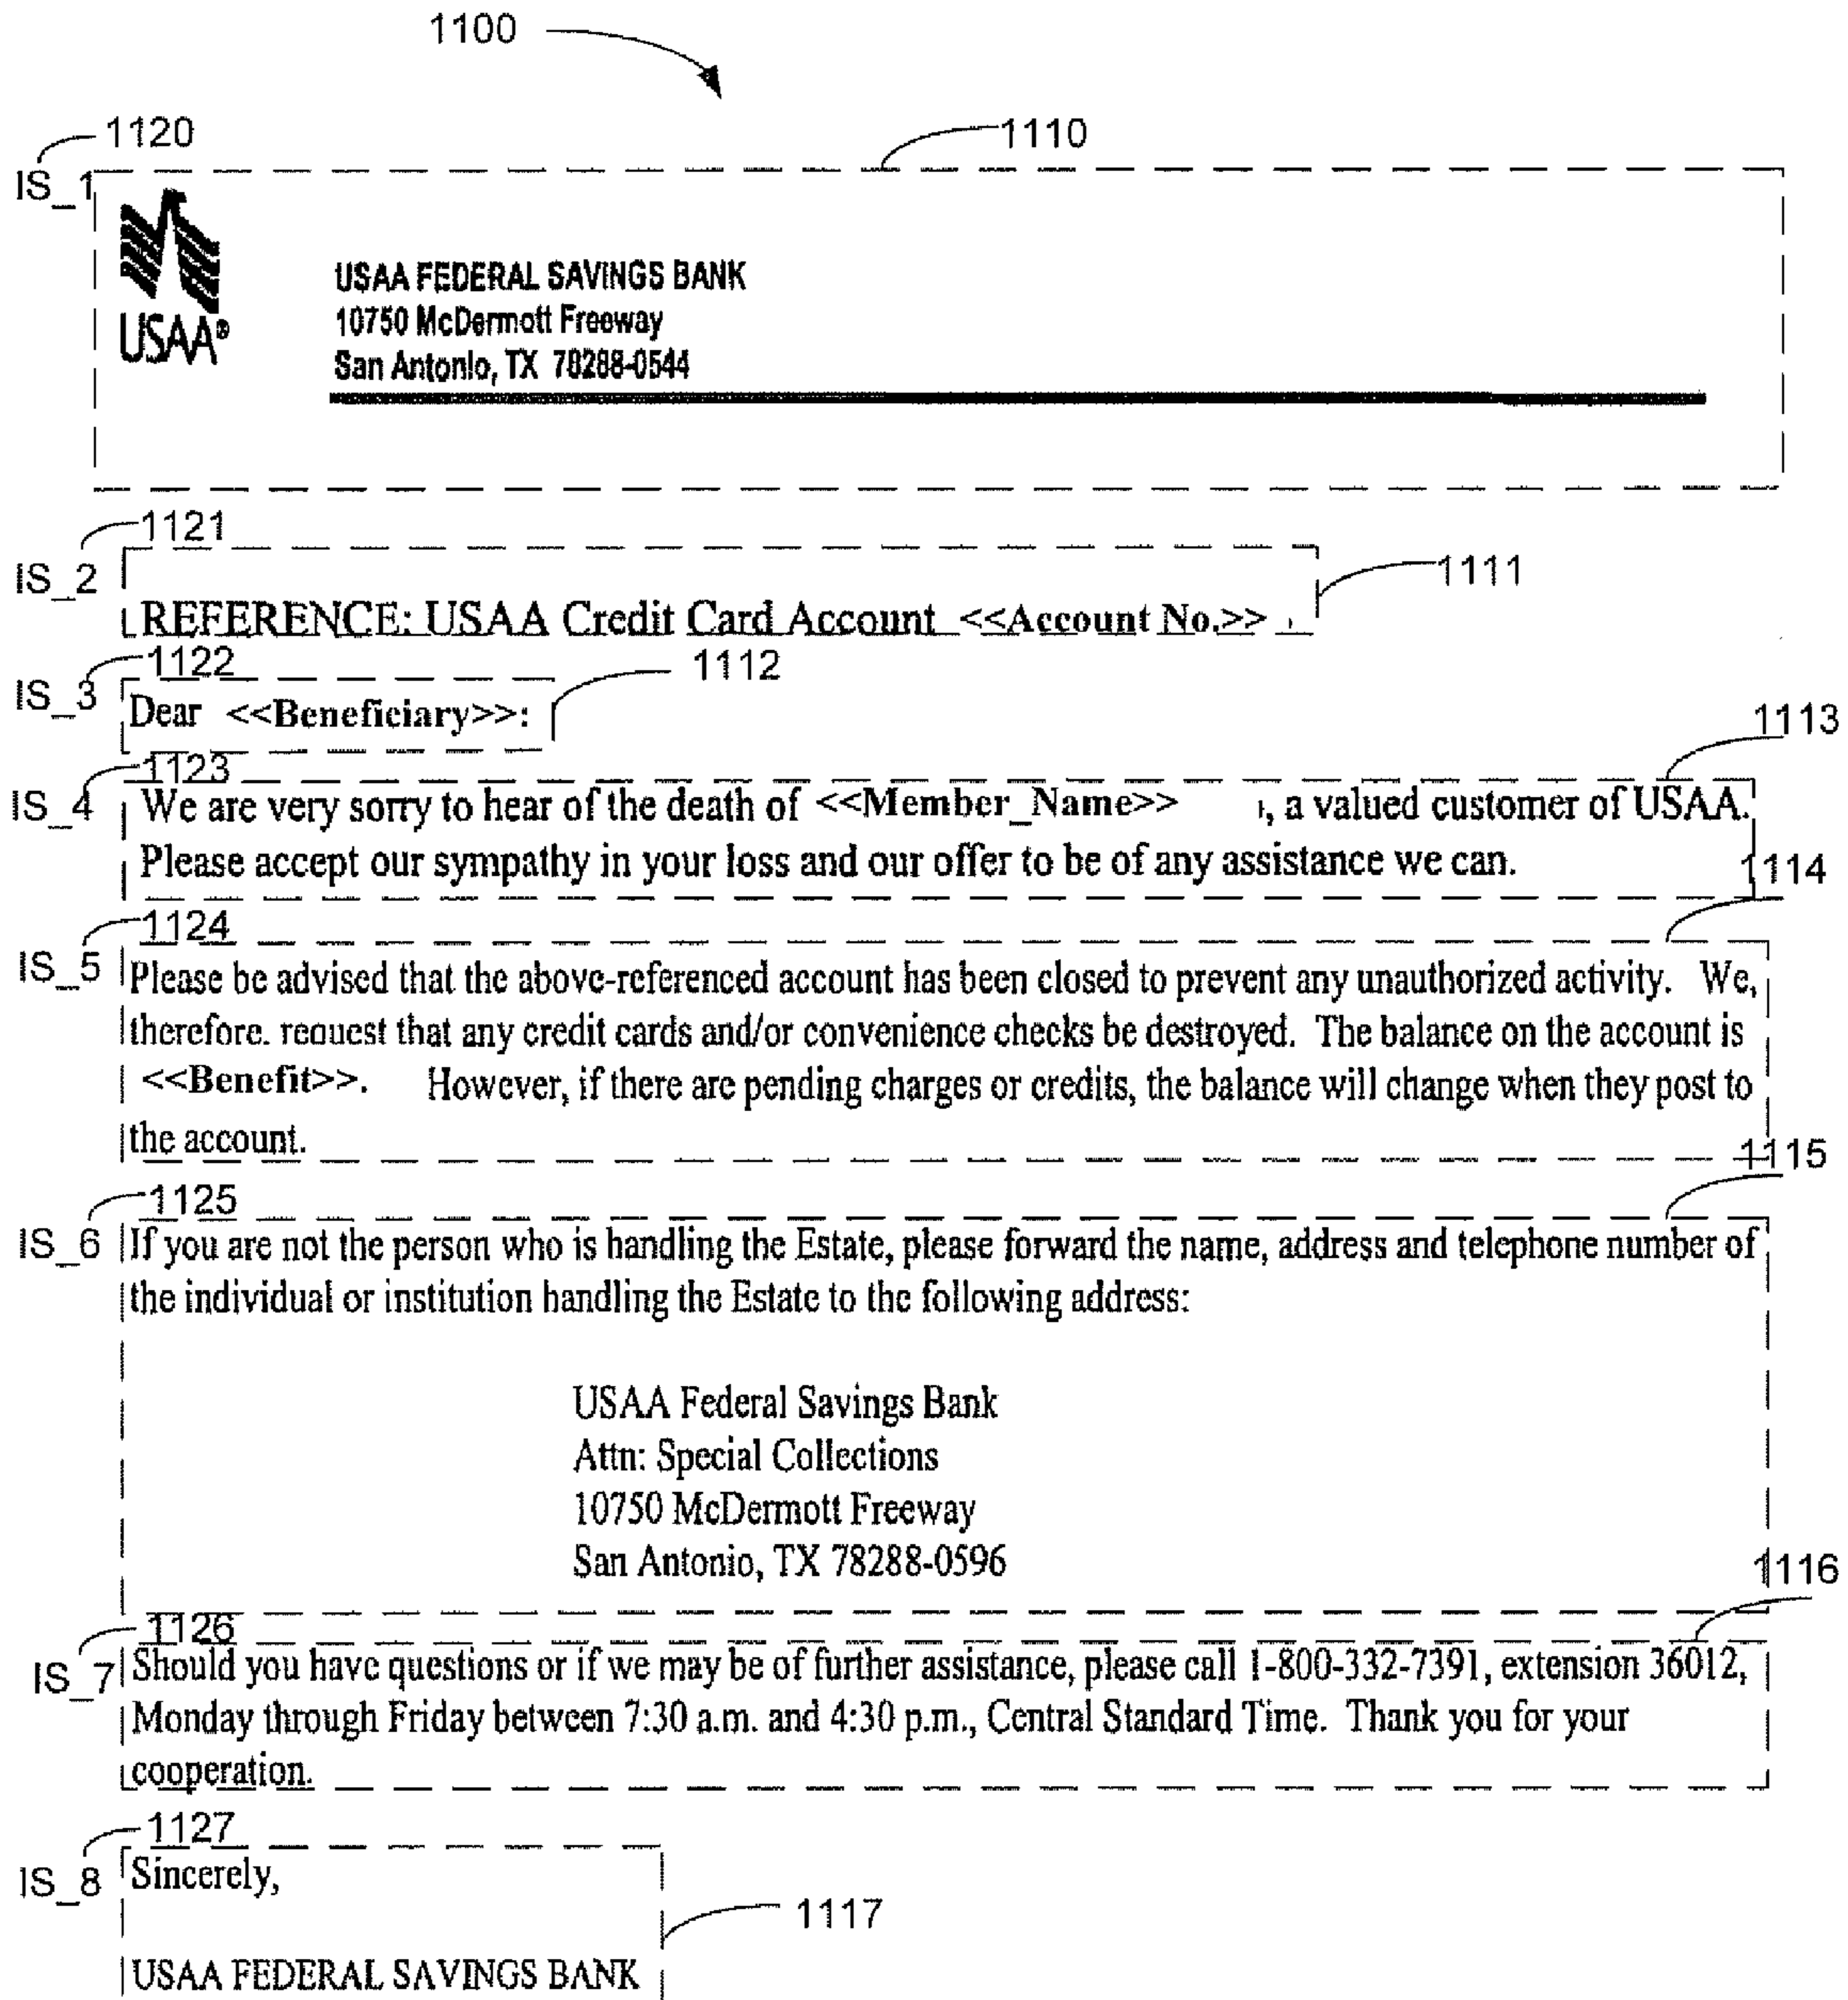 1100
1120
1110
IS_1
USAA®
USAA FEDERAL SAVINGS BANK
10750 McDermott Freeway
San Antonio, TX 78288-0544
1121
IS_2
1111
REFERENCE: USAA Credit Card Account <<Account No.>>
1122
1112
IS_3
Dear <<Beneficiary>>:
1113
1123
IS_4
We are very sorry to hear of the death of <<Member_Name>> , a valued customer of USAA.
Please accept our sympathy in your loss and our offer to be of any assistance we can.
1114
1124
IS_5
Please be advised that the above-referenced account has been closed to prevent any unauthorized activity. We,
therefore, request that any credit cards and/or convenience checks be destroyed. The balance on the account is
<<Benefit>>. However, if there are pending charges or credits, the balance will change when they post to
the account.
1115
1125
IS_6
If you are not the person who is handling the Estate, please forward the name, address and telephone number of
the individual or institution handling the Estate to the following address:
USAA Federal Savings Bank
Attn: Special Collections
10750 McDermott Freeway
San Antonio, TX 78288-0596
1116
1126
IS_7
Should you have questions or if we may be of further assistance, please call 1-800-332-7391, extension 36012,
Monday through Friday between 7:30 a.m. and 4:30 p.m., Central Standard Time. Thank you for your
cooperation.
1127
IS_8
Sincerely,
1117
USAA FEDERAL SAVINGS BANK